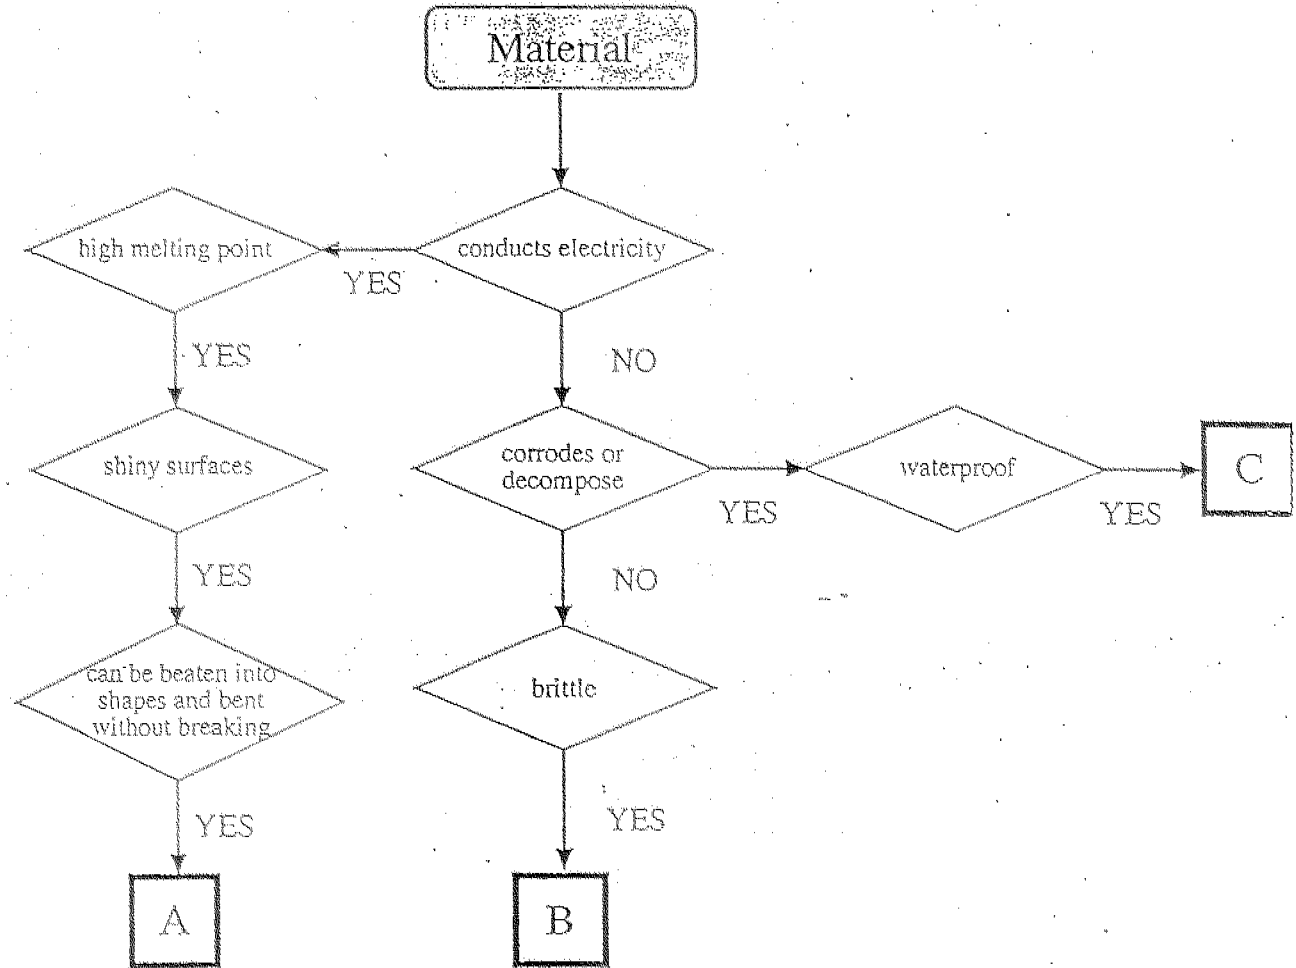 Material
high melting point
conducts electricity
YES
YES
NO
shiny surfaces
corrodes or
decompose
waterproof
C
YES
YES
YES
NO
can be beaten into
shapes and bent
without breaking
brittle
YES
YES
A
B